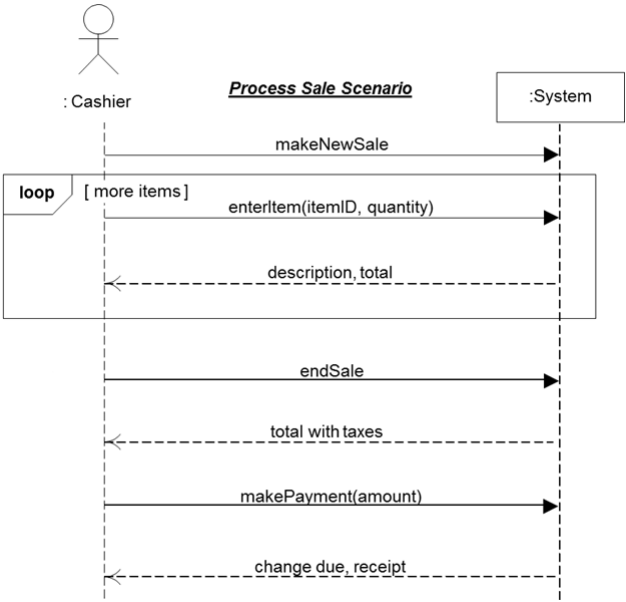 : Cashier
Process Sale Scenario
:System
makeNewSale
loop
[ more items ]
enterItem(itemID, quantity)
description, total
endSale
total with taxes
makePayment(amount)
change due, receipt